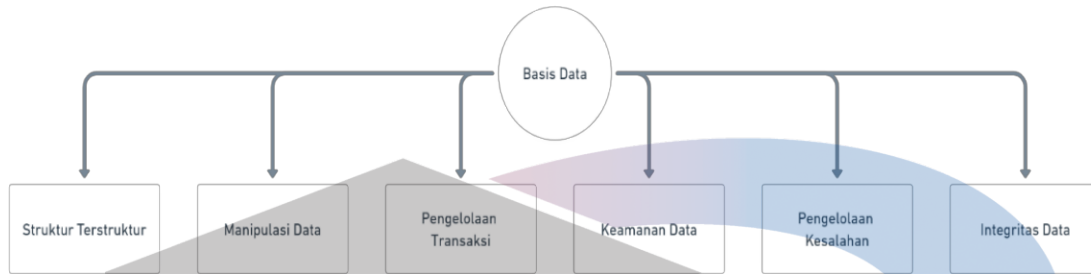 Basis Data
Struktur Terstruktur
Manipulasi Data
Pengelolaan
Transaksi
Keamanan Data
Pengelolaan
Kesalahan
Integritas Data